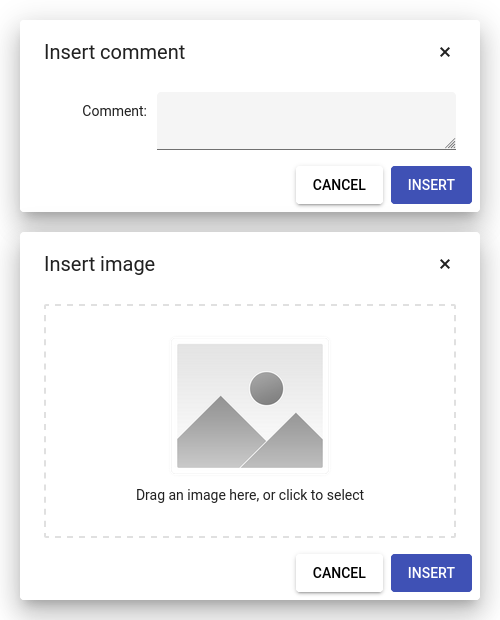 Insert comment
Comment:
CANCEL INSERT
Insert image
Drag an image here, or click to select
CANCEL INSERT